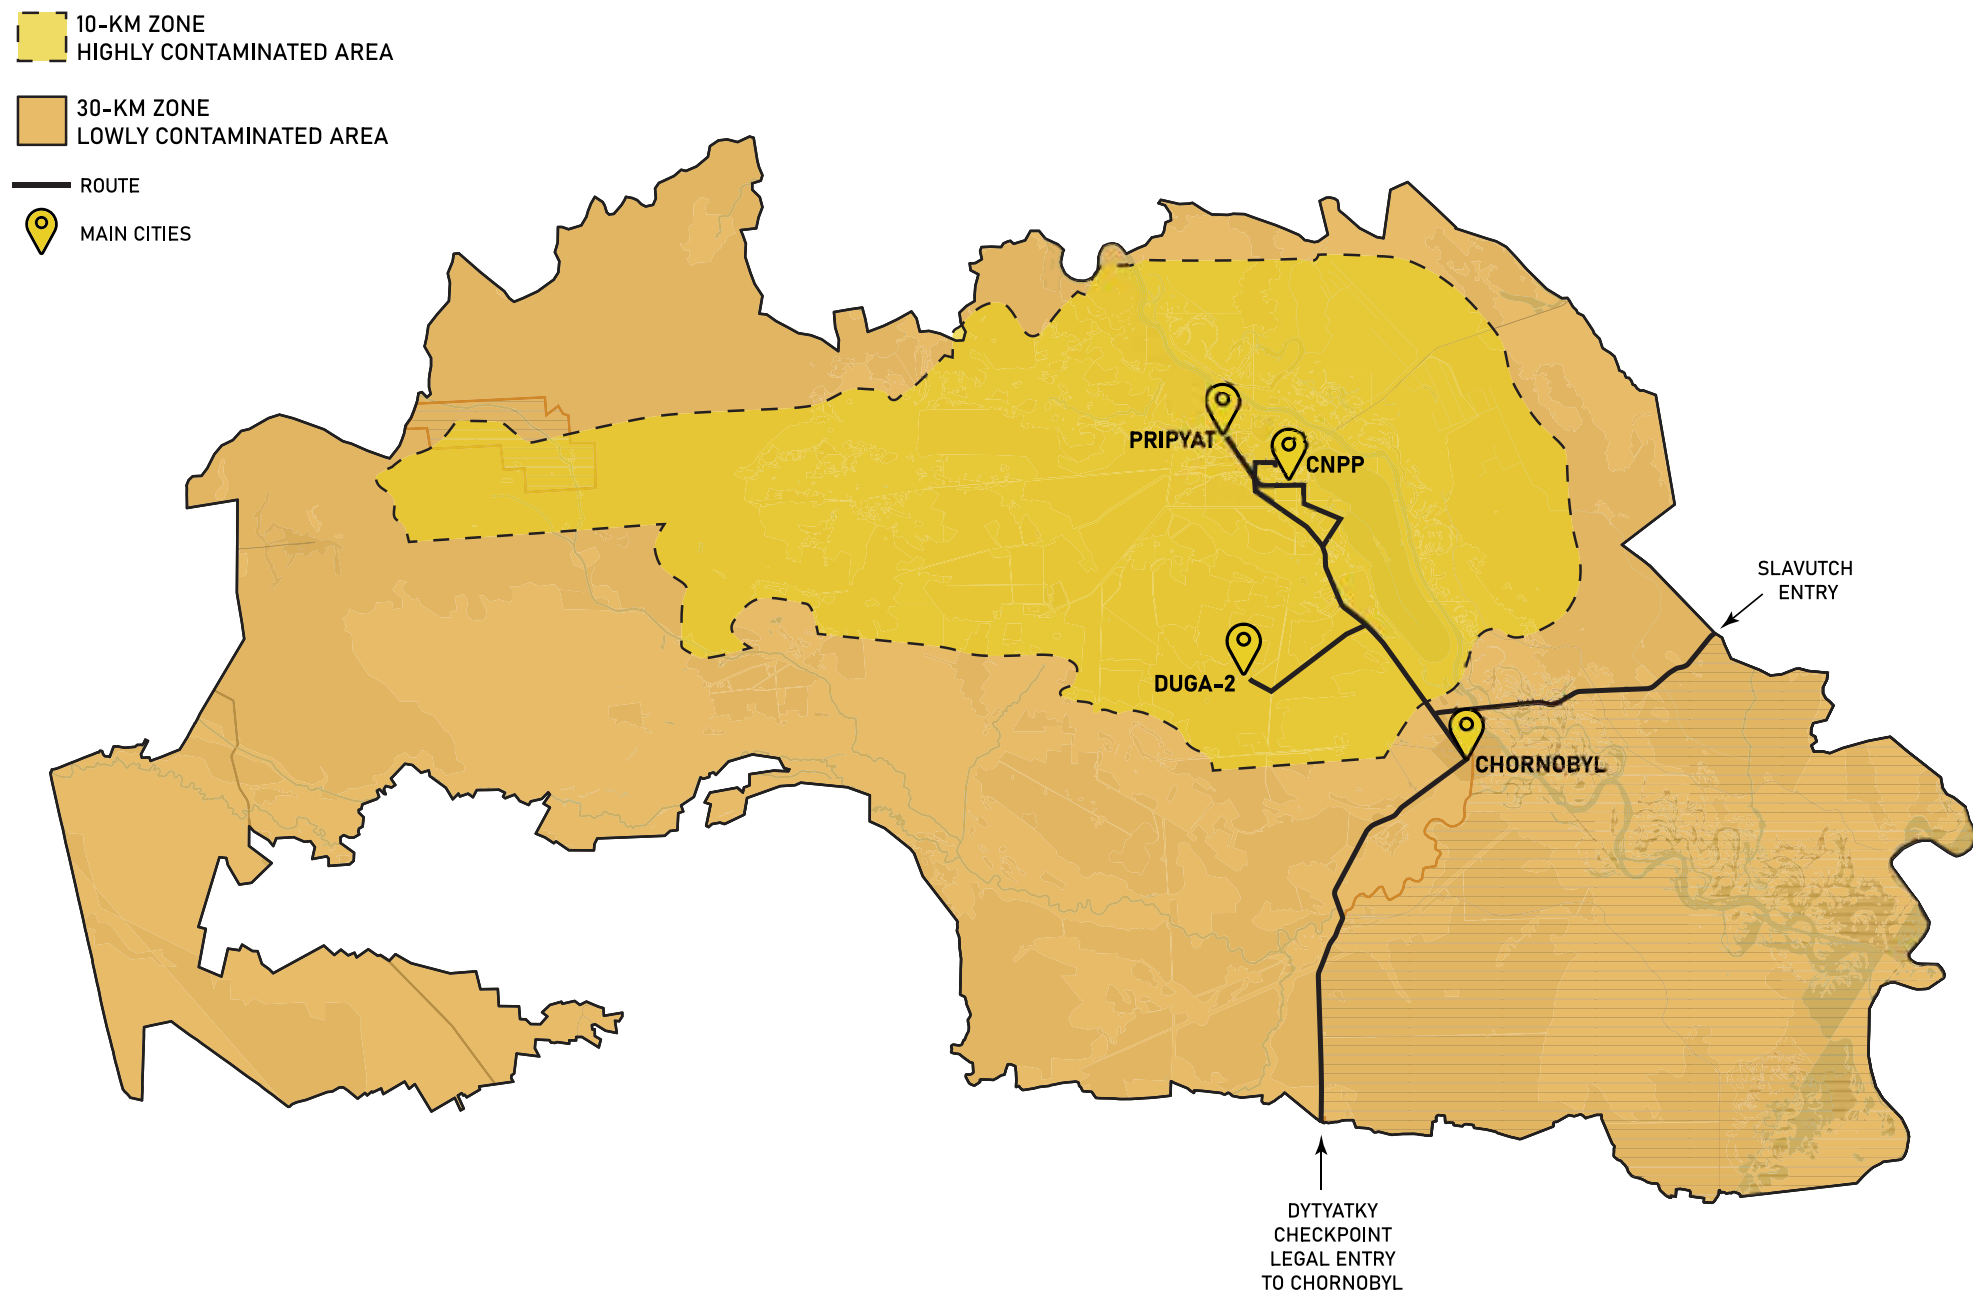 10-KM ZONE
HIGHLY CONTAMINATED AREA
30-KM ZONE
LOWLY CONTAMINATED AREA
ROUTE
MAIN CITIES
PRIPYAT
CNPP
SLAVUTCH
ENTRY
DUGA-2
CHORNOBYL
DYTYATKY
CHECKPOINT
LEGAL ENTRY
TO CHORNOBYL